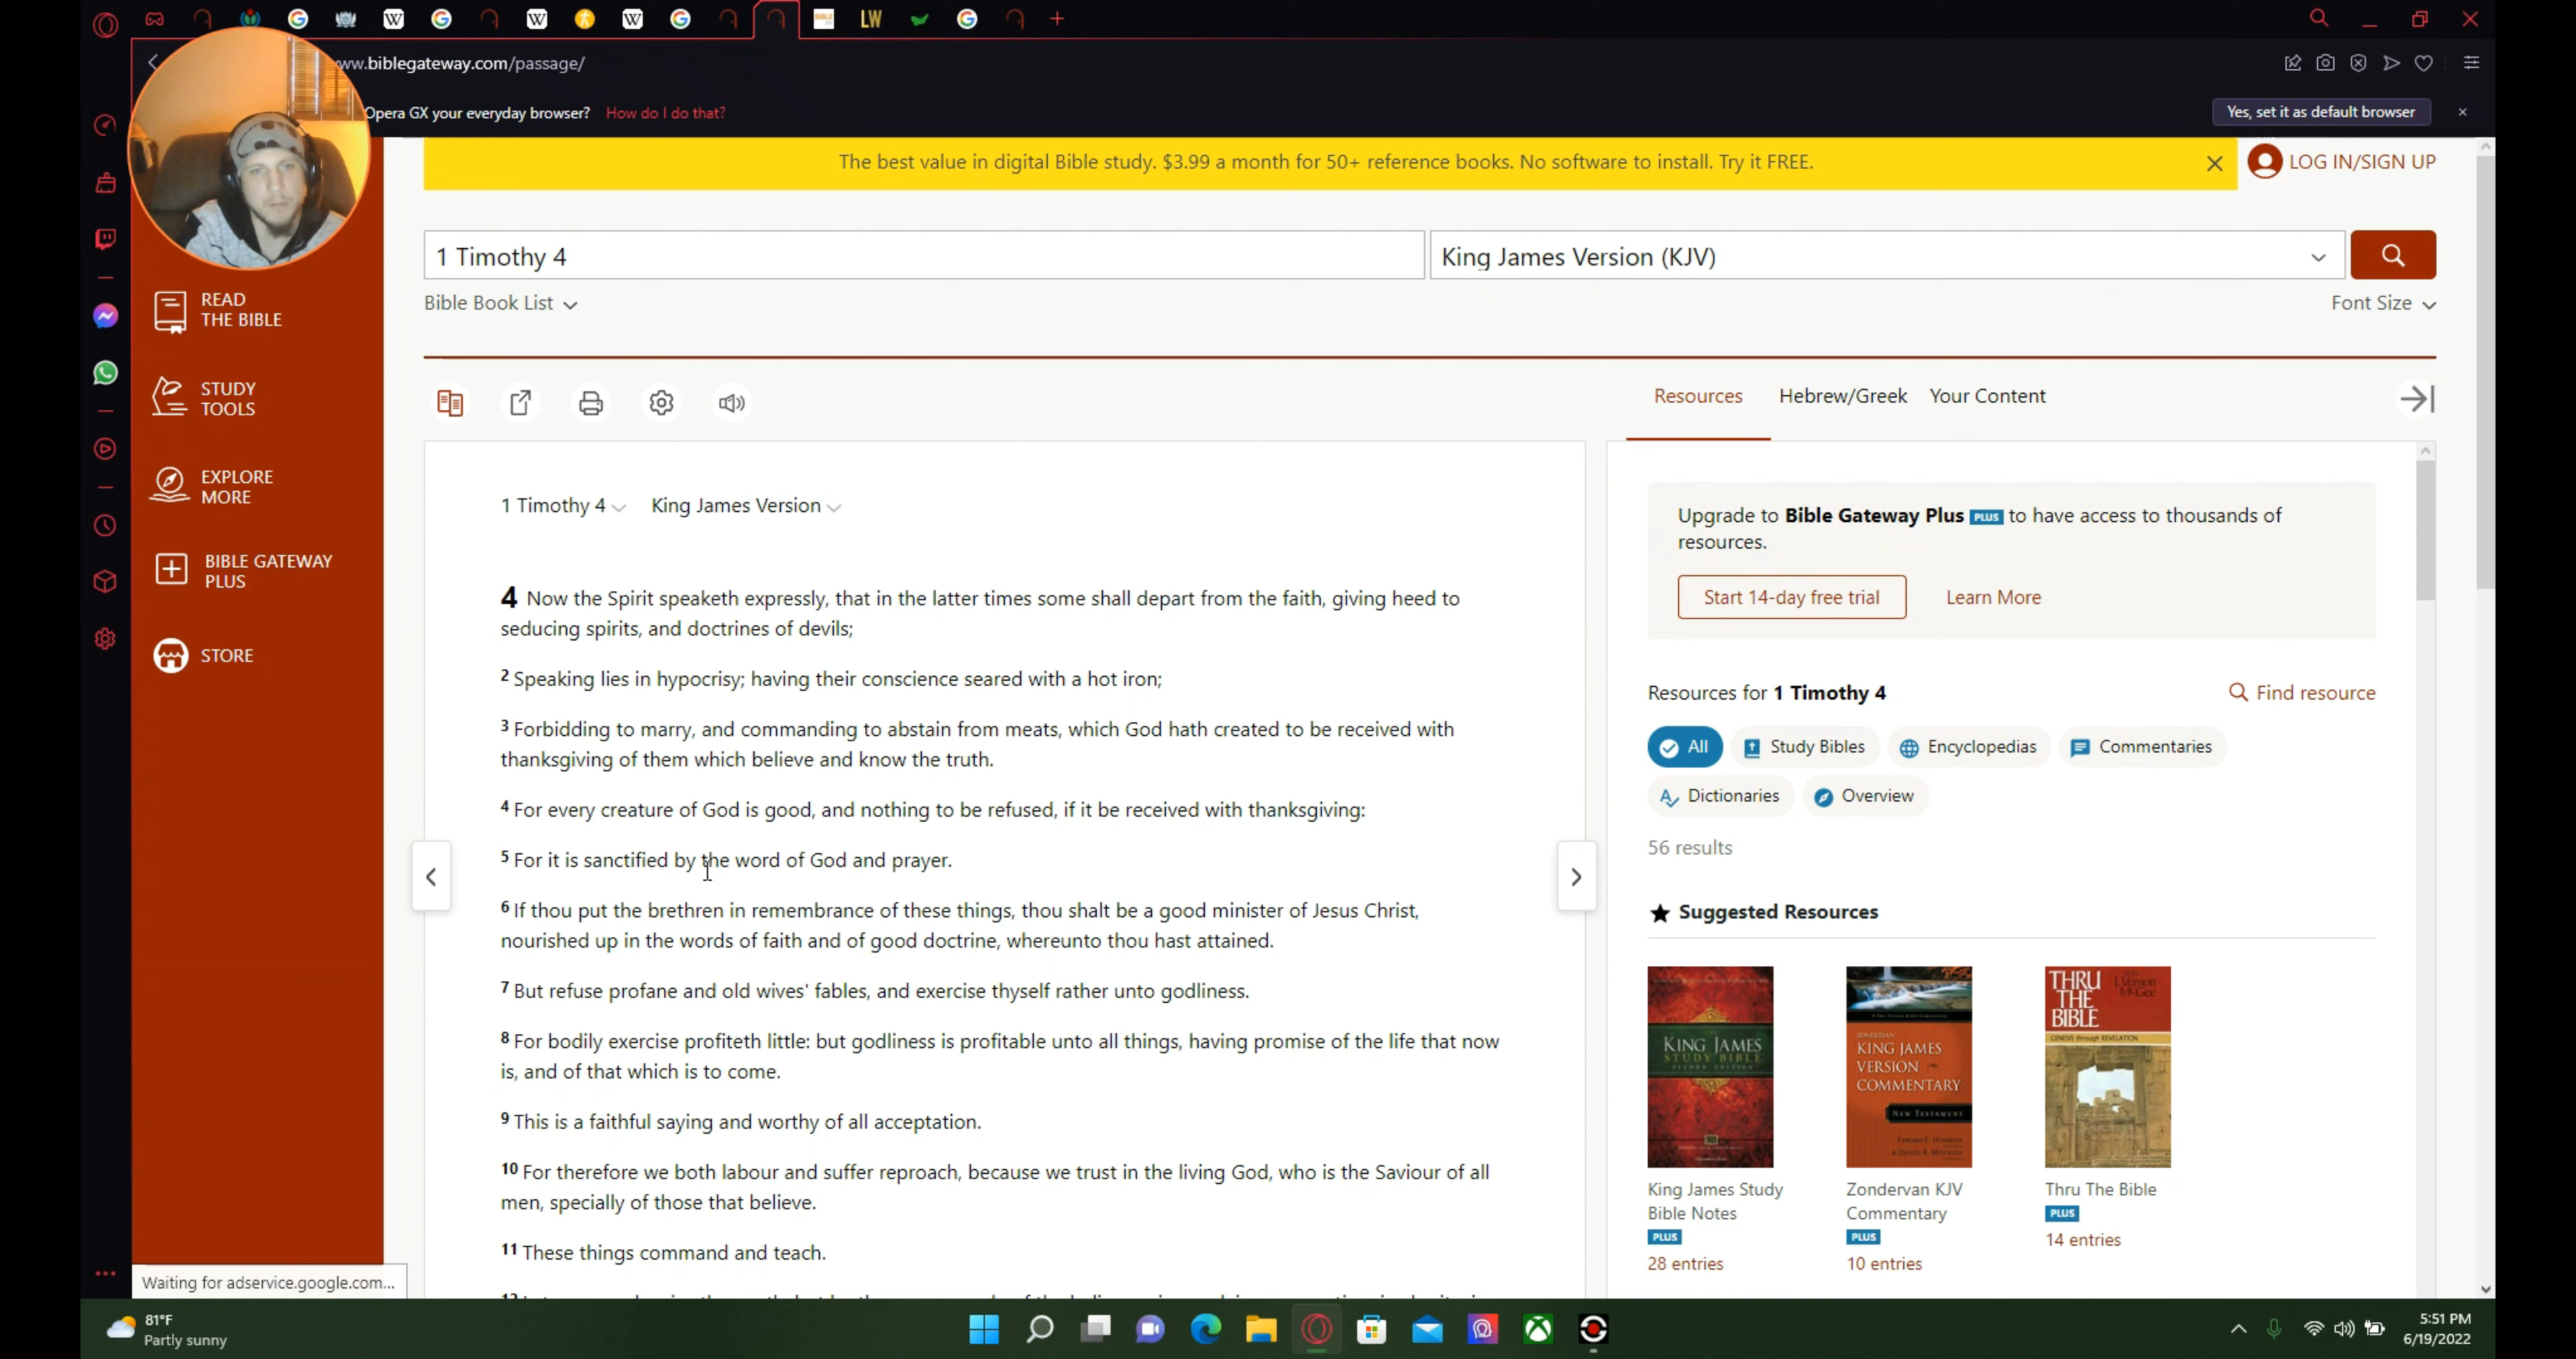 W
W
W
BIBLE
LW
www.biblegateway.com/passage/
Opera GX your everyday browser? How do I do that?
Yes, set it as default browser
The best value in digital Bible study. $3.99 a month for 50+ reference books. No software to install. Try it FREE.
LOG IN/SIGN UP
1 Timothy 4
King James Version (KJV)
Bible Book List
Font Size
READ
THE BIBLE
STUDY
TOOLS
EXPLORE
MORE
BIBLE GATEWAY
PLUS
STORE
Resources Hebrew/Greek Your Content
1 Timothy 4 King James Version
4 Now the Spirit speaketh expressly, that in the latter times some shall depart from the faith, giving heed to
seducing spirits, and doctrines of devils;
2 Speaking lies in hypocrisy; having their conscience seared with a hot iron;
3 Forbidding to marry, and commanding to abstain from meats, which God hath created to be received with
thanksgiving of them which believe and know the truth.
4 For every creature of God is good, and nothing to be refused, if it be received with thanksgiving:
5 For it is sanctified by the word of God and prayer.
6 If thou put the brethren in remembrance of these things, thou shalt be a good minister of Jesus Christ,
nourished up in the words of faith and of good doctrine, whereunto thou hast attained.
7 But refuse profane and old wives' fables, and exercise thyself rather unto godliness.
8 For bodily exercise profiteth little: but godliness is profitable unto all things, having promise of the life that now
is, and of that which is to come.
9 This is a faithful saying and worthy of all acceptation.
10 For therefore we both labour and suffer reproach, because we trust in the living God, who is the Saviour of all
men, specially of those that believe.
11 These things command and teach.
Upgrade to Bible Gateway Plus PLUS to have access to thousands of
resources.
Start 14-day free trial
Learn More
Resources for 1 Timothy 4
Find resource
All
Study Bibles
Encyclopedias
Commentaries
Dictionaries
Overview
56 results
Suggested Resources
KING JAMES
STUDY BIBLE
SECOND EDITION
ZONDERVAN
KING JAMES
VERSION
COMMENTARY
NEW TESTAMENT
THRU
THE
BIBLE
J. Vernon
McGee
GENESIS through REVELATION
King James Study
Bible Notes
PLUS
28 entries
Zondervan KJV
Commentary
PLUS
10 entries
Thru The Bible
PLUS
14 entries
Waiting for adservice.google.com...
81°F
Partly sunny
5:51 PM
6/19/2022